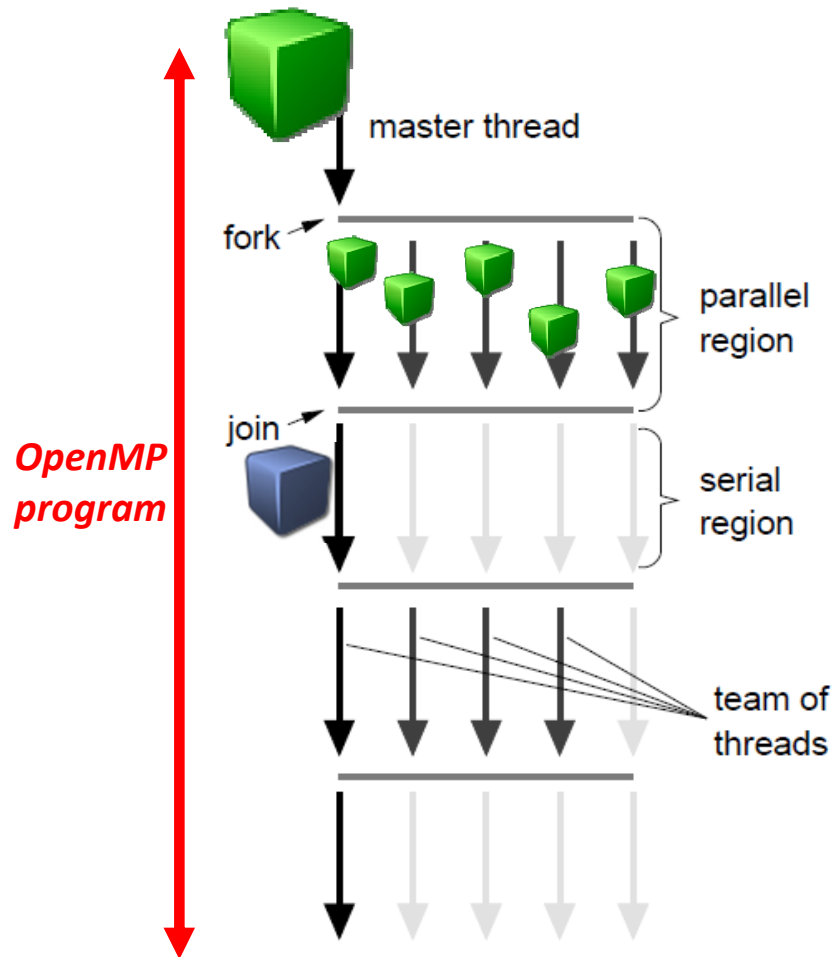 master thread
fork
parallel
region
join
OpenMP
program
serial
region
team of
threads